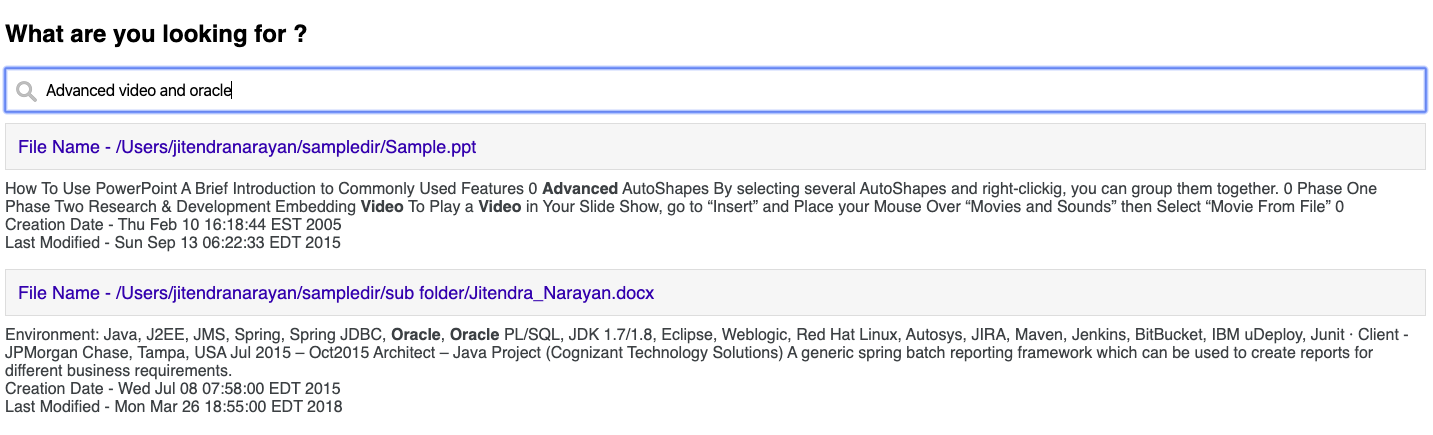 What are you looking for ?
Advanced video and oracle
File Name - /Users/jitendranarayan/sampledir/Sample.ppt
How To Use PowerPoint A Brief Introduction to Commonly Used Features 0 Advanced AutoShapes By selecting several AutoShapes and right-clickig, you can group them together. 0 Phase One
Phase Two Research & Development Embedding Video To Play a Video in Your Slide Show, go to “Insert” and Place your Mouse Over “Movies and Sounds” then Select “Movie From File” 0
Creation Date - Thu Feb 10 16:18:44 EST 2005
Last Modified - Sun Sep 13 06:22:33 EDT 2015
File Name - /Users/jitendranarayan/sampledir/sub folder/Jitendra_Narayan.docx
Environment: Java, J2EE, JMS, Spring, Spring JDBC, Oracle, Oracle PL/SQL, JDK 1.7/1.8, Eclipse, Weblogic, Red Hat Linux, Autosys, JIRA, Maven, Jenkins, BitBucket, IBM uDeploy, Junit · Client -
JPMorgan Chase, Tampa, USA Jul 2015 – Oct2015 Architect – Java Project (Cognizant Technology Solutions) A generic spring batch reporting framework which can be used to create reports for
different business requirements.
Creation Date - Wed Jul 08 07:58:00 EDT 2015
Last Modified - Mon Mar 26 18:55:00 EDT 2018